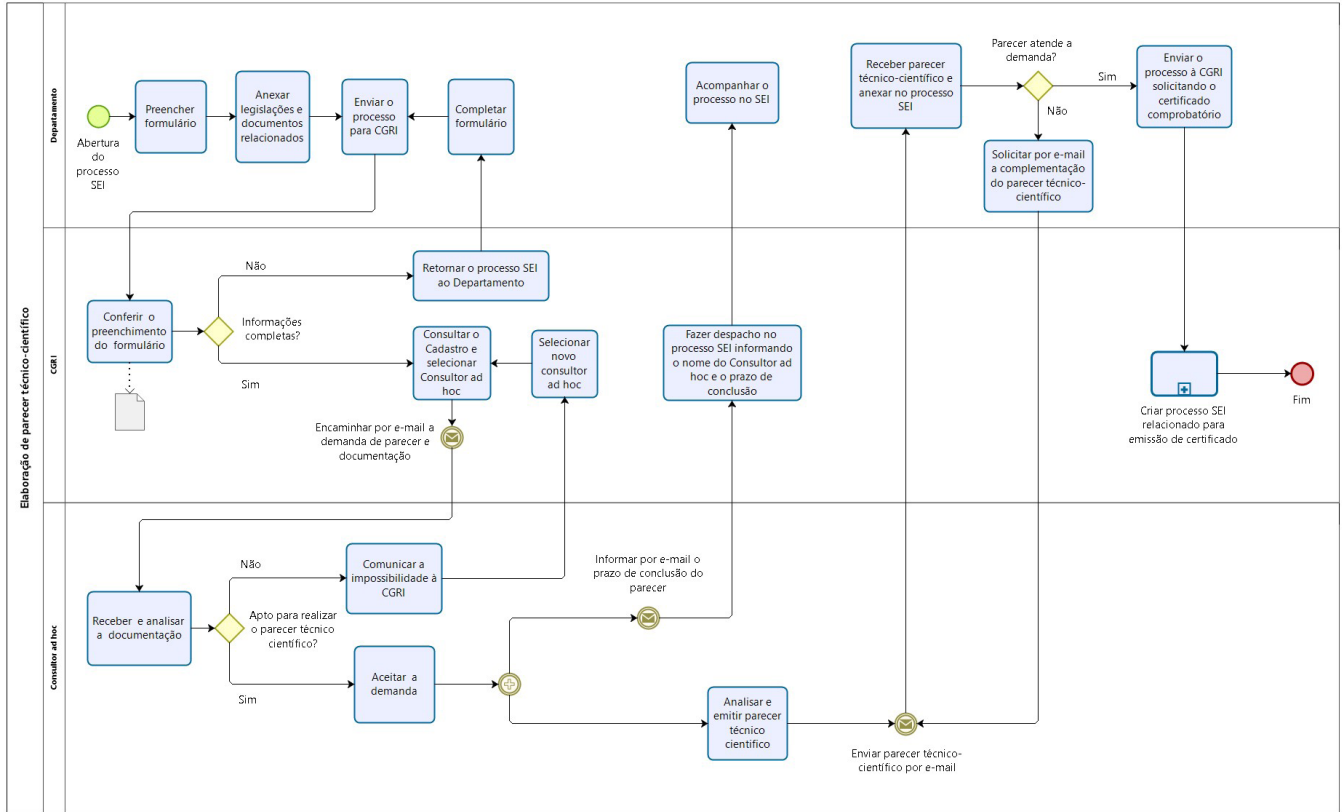 Elaboração de parecer técnico-científico
Departamento
Abertura
do
processo
SEI
Preencher
formulário
Anexar
legislações e
documentos
relacionados
Enviar o
processo
para CGRI
Completar
formulário
Acompanhar o
processo no SEI
Receber parecer
técnico-científico e
anexar no processo
SEI
Parecer atende a
demanda?
Sim
Não
Enviar o
processo à CGRI
solicitando o
certificado
comprobatório
Solicitar por e-mail
a complementação
do parecer técnico-
científico
CGRI
Conferir o
preenchimento
do formulário
Informações
completas?
Não
Sim
Retornar o processo SEI
ao Departamento
Consultar o
Cadastro e
selecionar
Consultor ad
hoc
Selecionar
novo
consultor
ad hoc
Encaminhar por e-mail a
demanda de parecer e
documentação
Fazer despacho no
processo SEI informando
o nome do Consultor ad
hoc e o prazo de
conclusão
Criar processo SEI
relacionado para
emissão de certificado
Fim
Consultor ad hoc
Receber e analisar
a documentação
Apto para realizar
o parecer técnico
científico?
Não
Sim
Comunicar a
impossibilidade à
CGRI
Aceitar a
demanda
Informar por e-mail o
prazo de conclusão do
parecer
Analisar e
emitir parecer
técnico
cientifico
Enviar parecer técnico-
científico por e-mail